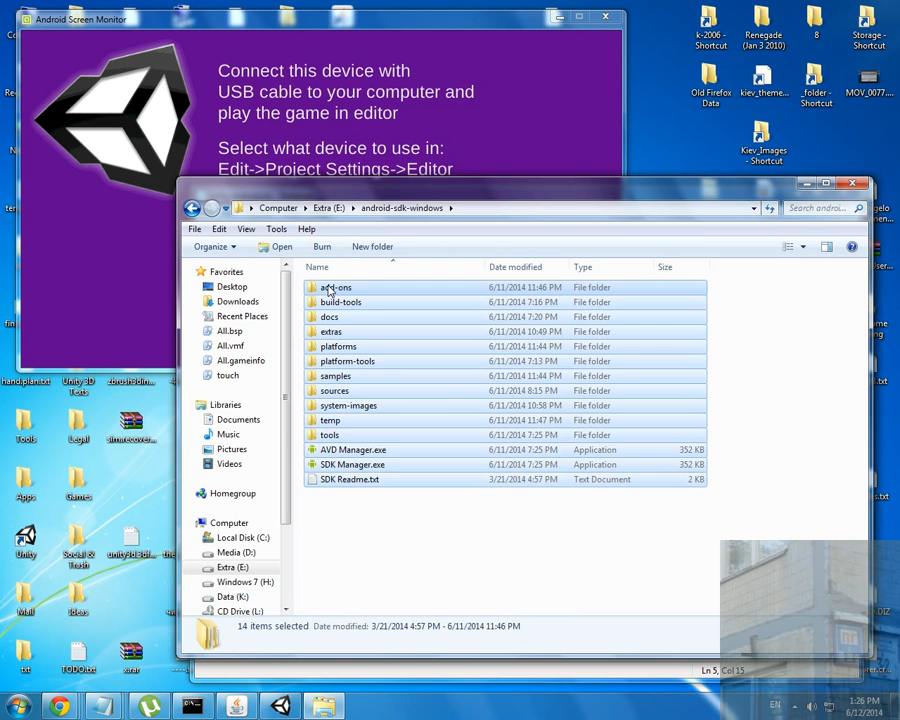 Android Screen Monitor
Connect this device with
USB cable to your computer and
play the game in editor
Select what device to use in:
Edit->Project Settings->Editor
k-2006 -
Shortcut
Renegade
(Jan 3 2010)
8
Storage -
Shortcut
Old Firefox
Data
kiev_theme...
_folder -
Shortcut
MOV_0077....
Kiev_Images
- Shortcut
Computer
Extra (E:)
android-sdk-windows
Search androi...
File
Edit
View
Tools
Help
Organize
Open
Burn
New folder
Name
Date modified
Type
Size
Favorites
Desktop
Downloads
Recent Places
All.bsp
All.vmf
All.gameinfo
touch
Libraries
Documents
Music
Pictures
Videos
Homegroup
Computer
Local Disk (C:)
Media (D:)
Extra (E:)
Windows 7 (H:)
Data (K:)
CD Drive (L:)
add-ons 6/11/2014 11:46 PM File folder
build-tools 6/11/2014 7:16 PM File folder
docs 6/11/2014 7:20 PM File folder
extras 6/11/2014 10:49 PM File folder
platforms 6/11/2014 11:44 PM File folder
platform-tools 6/11/2014 7:13 PM File folder
samples 6/11/2014 11:44 PM File folder
sources 6/11/2014 8:15 PM File folder
system-images 6/11/2014 10:58 PM File folder
temp 6/11/2014 11:47 PM File folder
tools 6/11/2014 7:25 PM File folder
AVD Manager.exe 6/11/2014 7:25 PM Application 352 KB
SDK Manager.exe 6/11/2014 7:25 PM Application 352 KB
SDK Readme.txt 3/21/2014 4:57 PM Text Document 2 KB
14 items selected Date modified: 3/21/2014 4:57 PM - 6/11/2014 11:46 PM
hand.plan.txt
Unity 3D
Texts
zbrush3dIn...
Tools
Legal
simrecover...
Apps
Games
Unity
Social &
Trash
unity3d.3dif...
Mail
Ideas
txt
TODO.txt
xirar
Ln 5, Col 15
EN
1:26 PM
6/12/2014